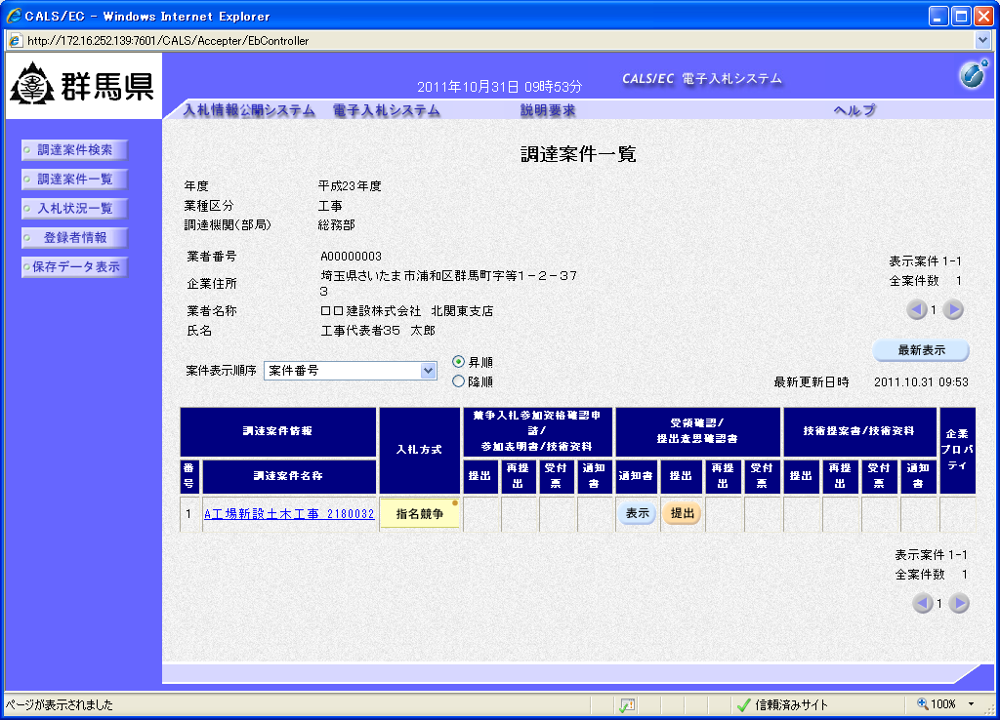 CALS/EC - Windows Internet Explorer
http://172.16.252.139:7601/CALS/Accepter/EbController
群馬県
2011年10月31日 09時53分
CALS/EC 電子入札システム
入札情報公開システム 電子入札システム 説明要求 ヘルプ
調達案件検索
調達案件一覧
入札状況一覧
登録者情報
保存データ表示
調達案件一覧
年度 平成23年度
業種区分 工事
調達機関(部局) 総務部
業者番号 A00000003
企業住所 埼玉県さいたま市浦和区群馬町字等1-2-37
3
業者名称 口口建設株式会社 北関東支店
氏名 工事代表者35 太郎
表示案件 1-1
全案件数 1
1
最新表示
案件表示順序 案件番号
昇順
降順
最新更新日時 2011.10.31 09:53
調達案件情報
番号
調達案件名称
入札方式
競争入札参加資格確認申
請/
参加表明書/技術資料
提出
再提出
受付票
通知書
受領確認/
提出意思確認書
通知書
提出
再提出
受付票
技術提案書/技術資料
提出
再提出
受付票
通知書
企業
プロパ
ティ
1 A工場新設土木工事 2180032 指名競争 表示 提出
表示案件 1-1
全案件数 1
1
ページが表示されました
信頼済みサイト
100%